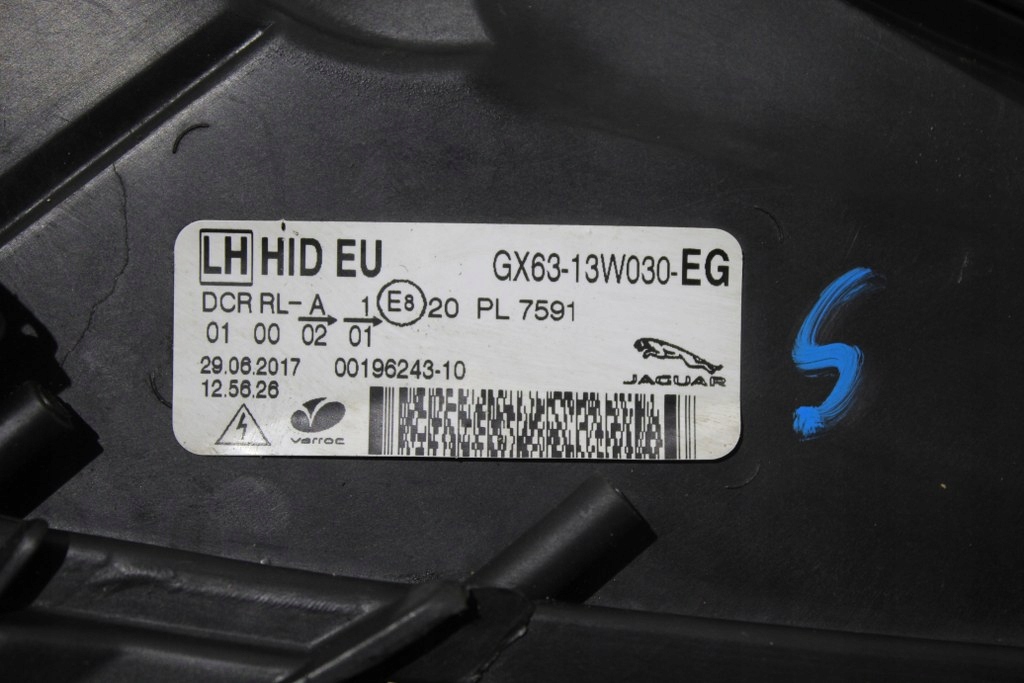 LH HID EU GX63-13W030-EG
DCR RL- A 1 E8 20 PL 7591
01 00 02 01
29.06.2017 00196243-10
12.56.26
JAGUAR
varroc
S